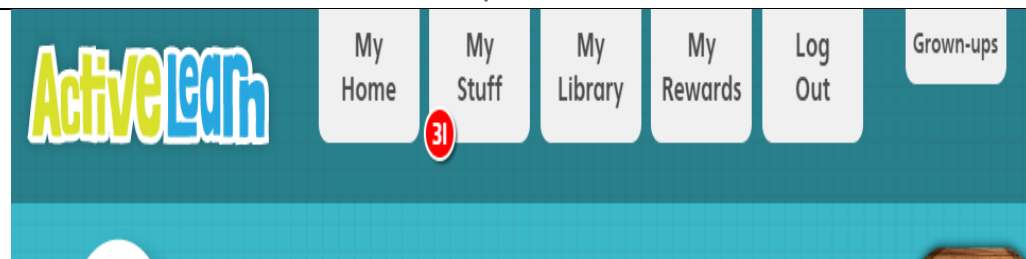 ActiveLearn
My
Home
My
Stuff
31
My
Library
My
Rewards
Log
Out
Grown-ups